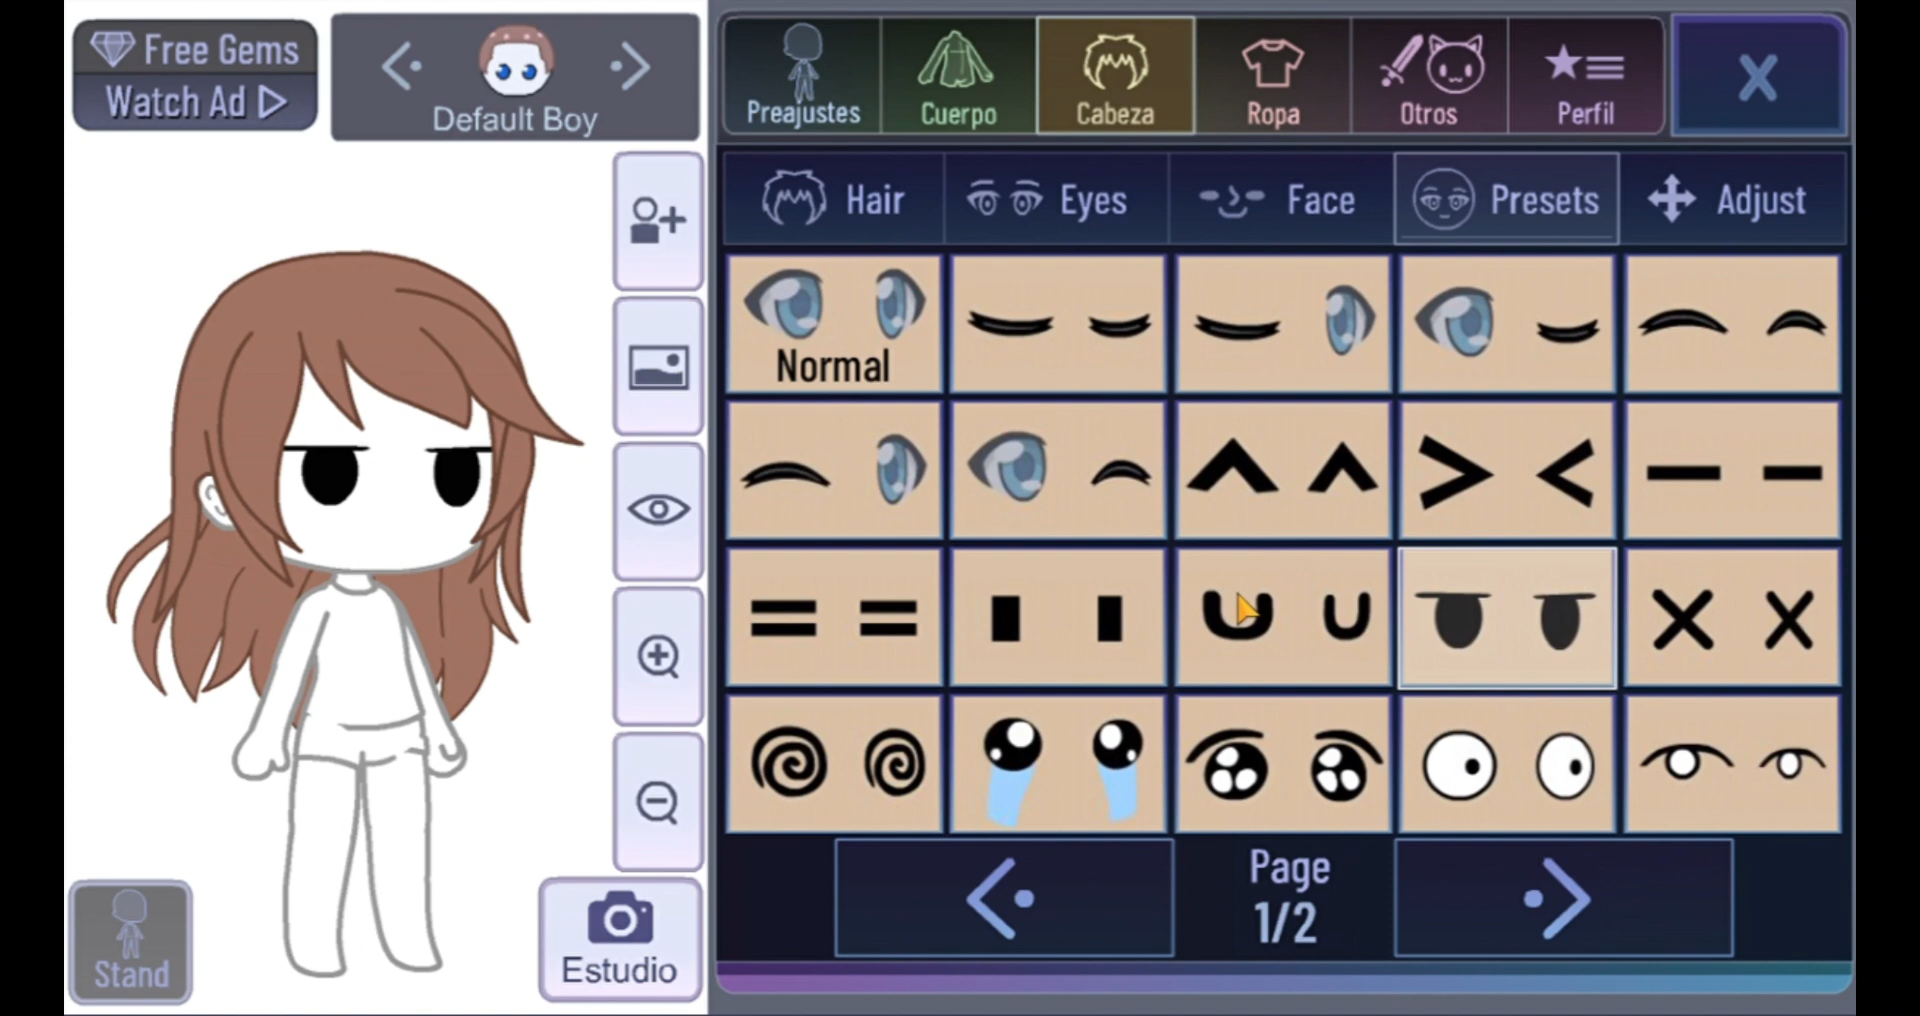 Free Gems
Watch Ad
Default Boy
Preajustes
Cuerpo
Cabeza
Ropa
Otros
Perfil
X
Hair
Eyes
Face
Presets
Adjust
Normal
Page
1/2
Stand
Estudio